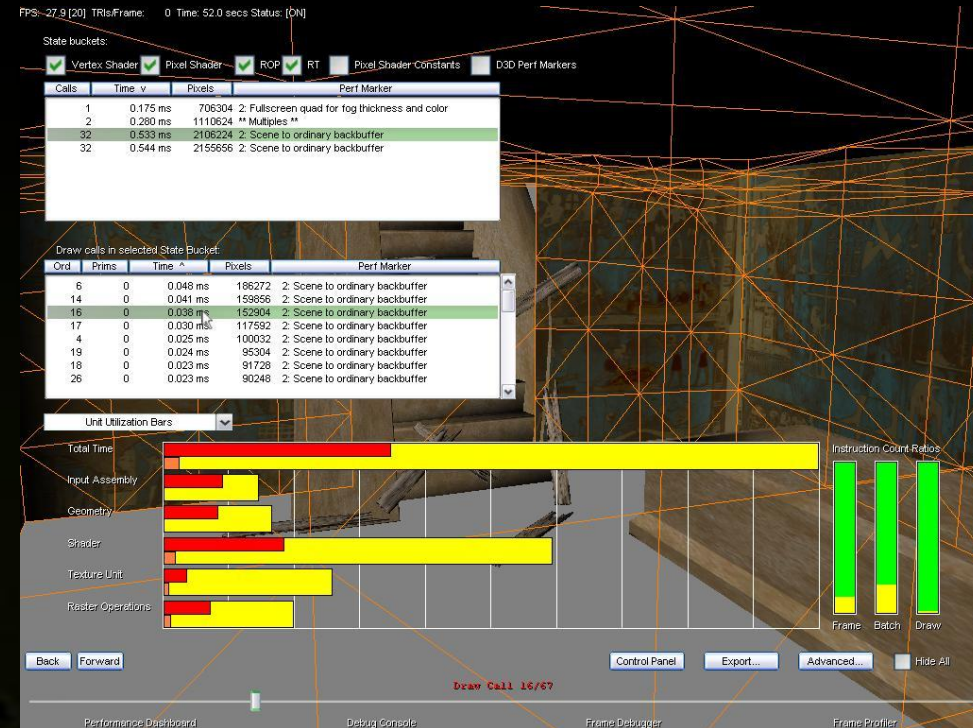 FPS: 27.9 [20] TRIs/Frame: 0 Time: 52.0 secs Status: [ON]
State buckets:
Vertex Shader Pixel Shader ROP RT Pixel Shader Constants D3D Perf Markers
Calls Time v Pixels Perf Marker
1 0.175 ms 706304 2: Fullscreen quad for fog thickness and color
2 0.280 ms 1110624 ** Multiples **
32 0.533 ms 2106224 2: Scene to ordinary backbuffer
32 0.544 ms 2155656 2: Scene to ordinary backbuffer
Draw calls in selected State Bucket:
Ord Prims Time ^ Pixels Perf Marker
6 0 0.048 ms 186272 2: Scene to ordinary backbuffer
14 0 0.041 ms 159856 2: Scene to ordinary backbuffer
16 0 0.038 ms 152904 2: Scene to ordinary backbuffer
17 0 0.030 ms 117592 2: Scene to ordinary backbuffer
4 0 0.025 ms 100032 2: Scene to ordinary backbuffer
19 0 0.024 ms 95304 2: Scene to ordinary backbuffer
18 0 0.023 ms 91728 2: Scene to ordinary backbuffer
26 0 0.023 ms 90248 2: Scene to ordinary backbuffer
Unit Utilization Bars
Total Time
Instruction Count Ratios
Input Assembly
Geometry
Shader
Texture Unit
Raster Operations
Frame Batch Draw
Back Forward Control Panel Export... Advanced... Hide All
Draw Call 16/67
Performance Dashboard Debug Console Frame Debugger Frame Profiler